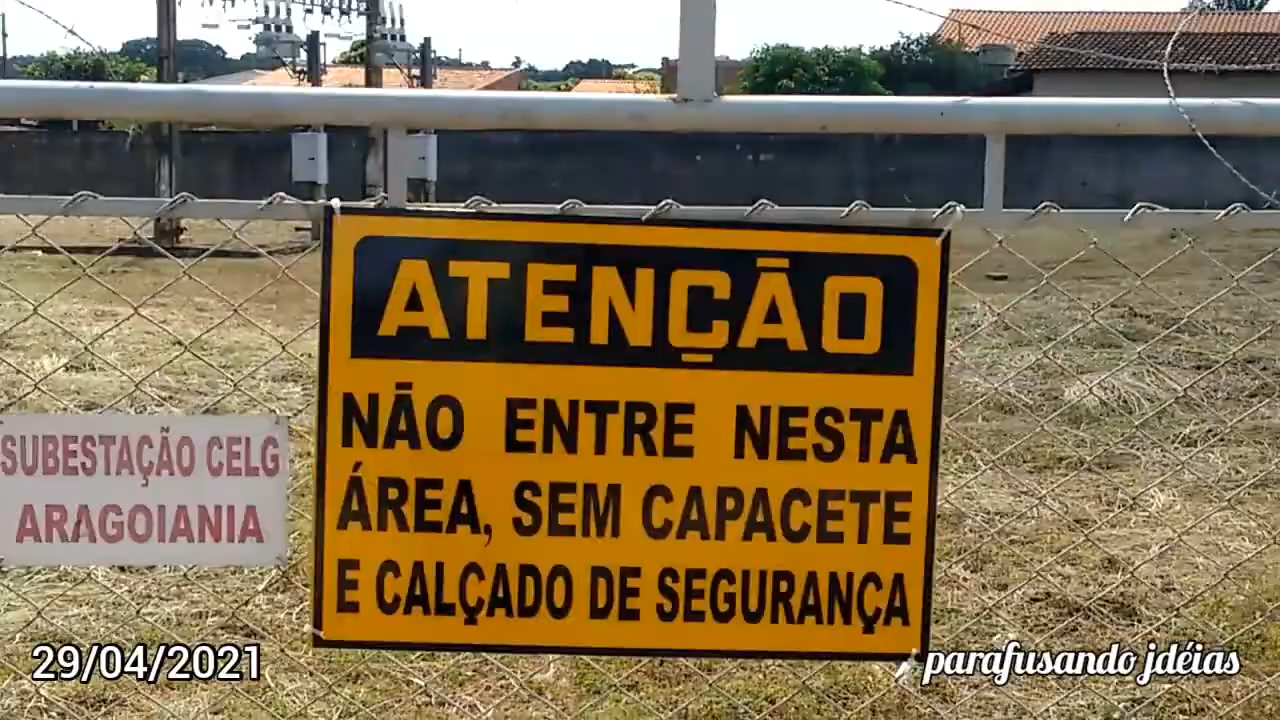 ATENÇÃO
NÃO ENTRE NESTA
ÁREA, SEM CAPACETE
E CALÇADO DE SEGURANÇA
SUBESTAÇÃO CELG
ARAGOIANIA
29/04/2021
parafusando jdéias